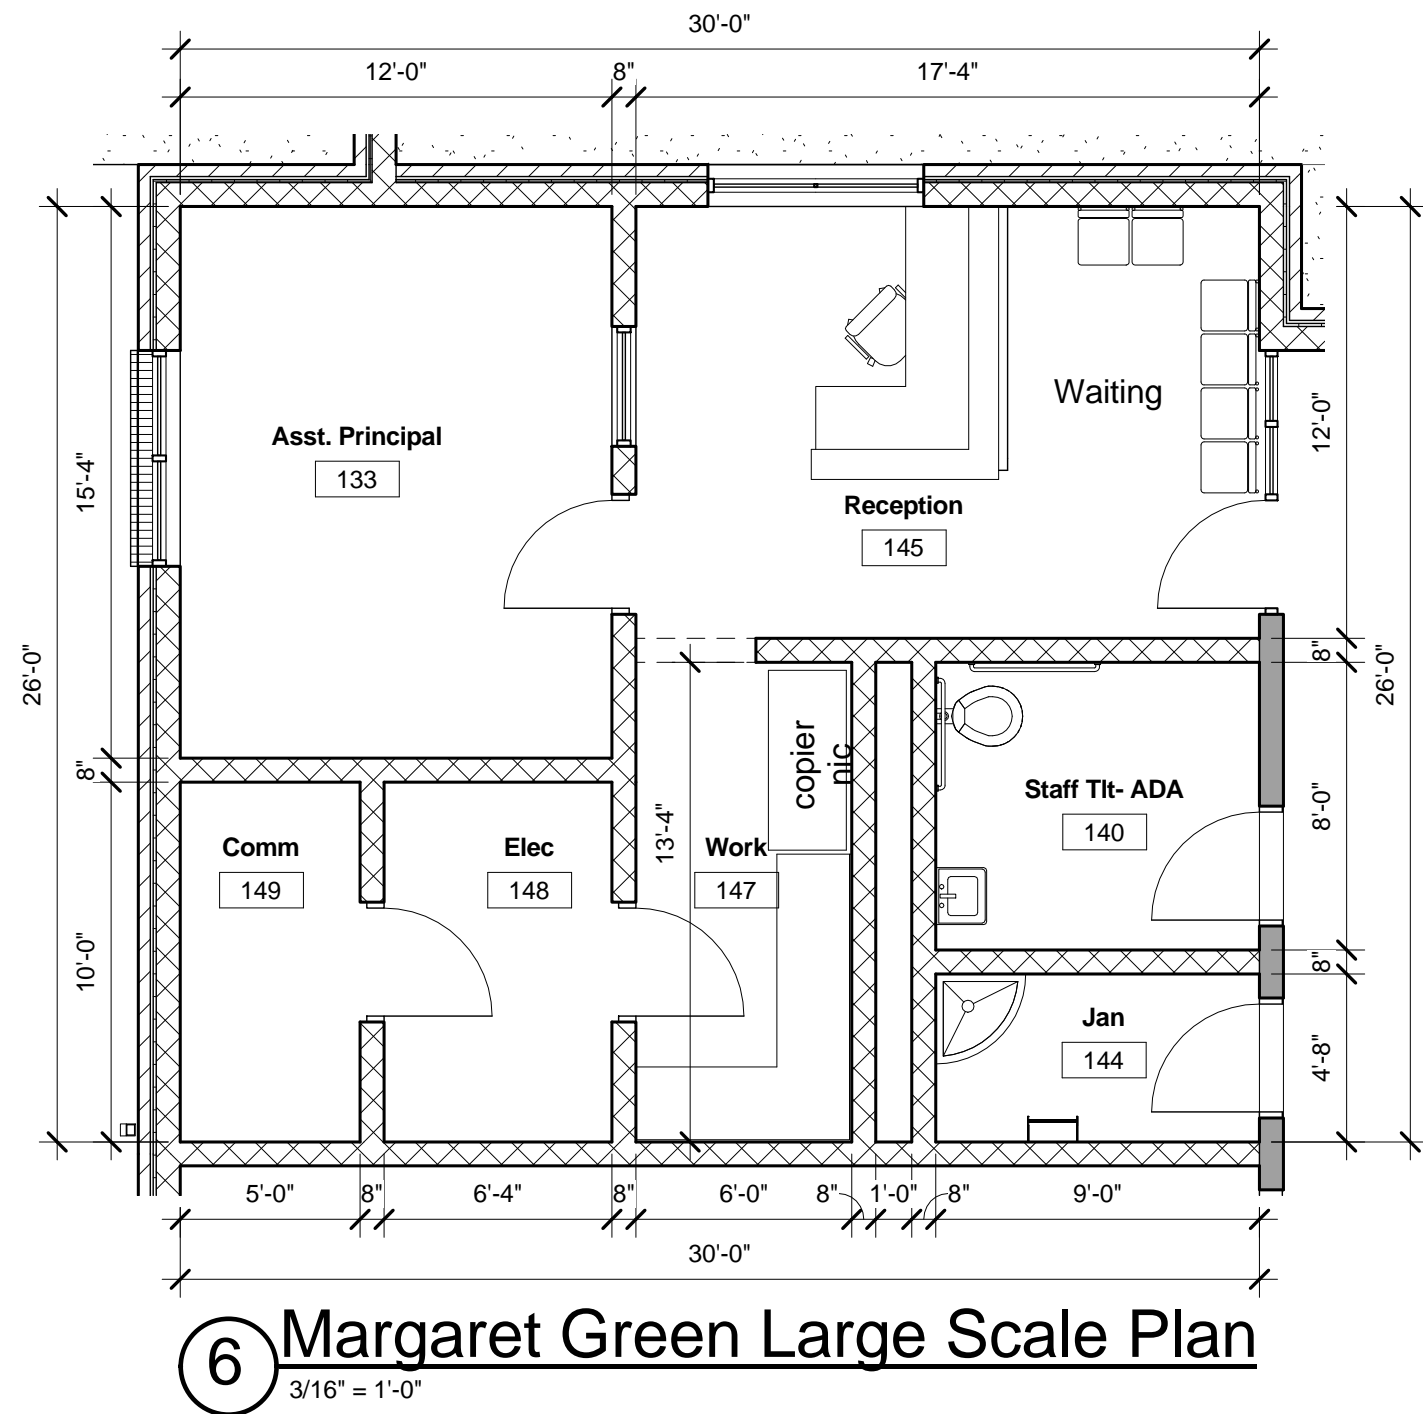 30'-0"
12'-0"
8"
17'-4"
Waiting
12'-0"
Asst. Principal
133
15'-4"
Reception
145
26'-0"
8"
8"
26'-0"
copier
nic
Staff Tlt- ADA
140
8'-0"
13'-4"
Comm
149
Elec
148
Work
147
10'-0"
8"
Jan
144
4'-8"
5'-0"
8"
6'-4"
8"
6'-0"
8"
1'-0"
8"
9'-0"
30'-0"
6
Margaret Green Large Scale Plan
3/16" = 1'-0"